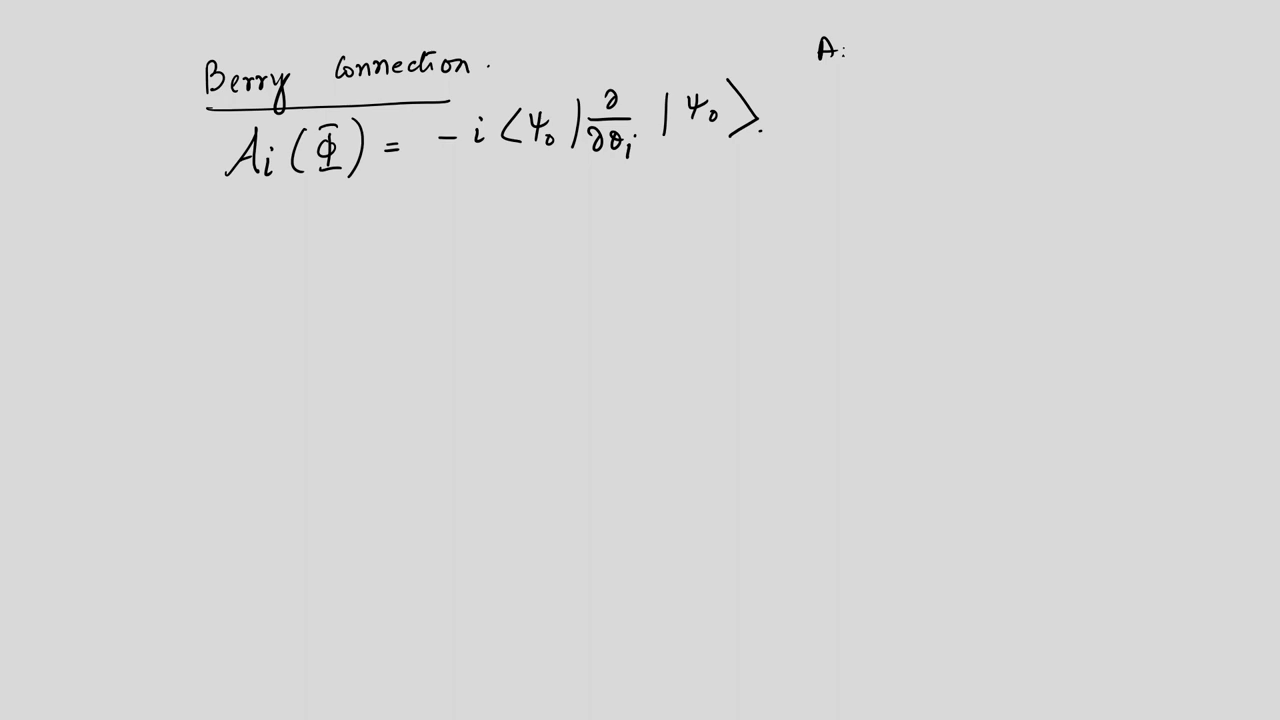 Berry Connection.
A:
Aᵢ(Φ) = - i ⟨ψ₀| ∂/∂θᵢ |ψ₀⟩.